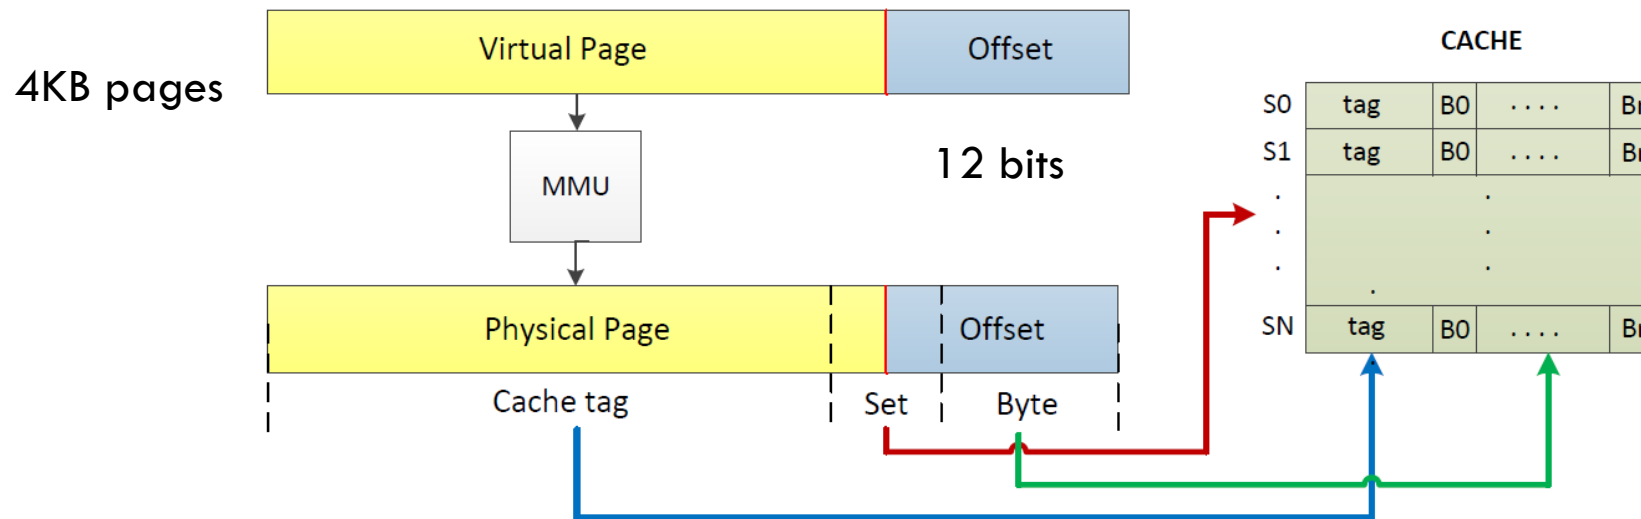 4KB pages
Virtual Page Offset
MMU
12 bits
Physical Page Offset
Cache tag Set Byte
CACHE
S0 tag B0 . . . .
S1 tag B0 . . . .
.
.
.
SN tag B0 . . . .